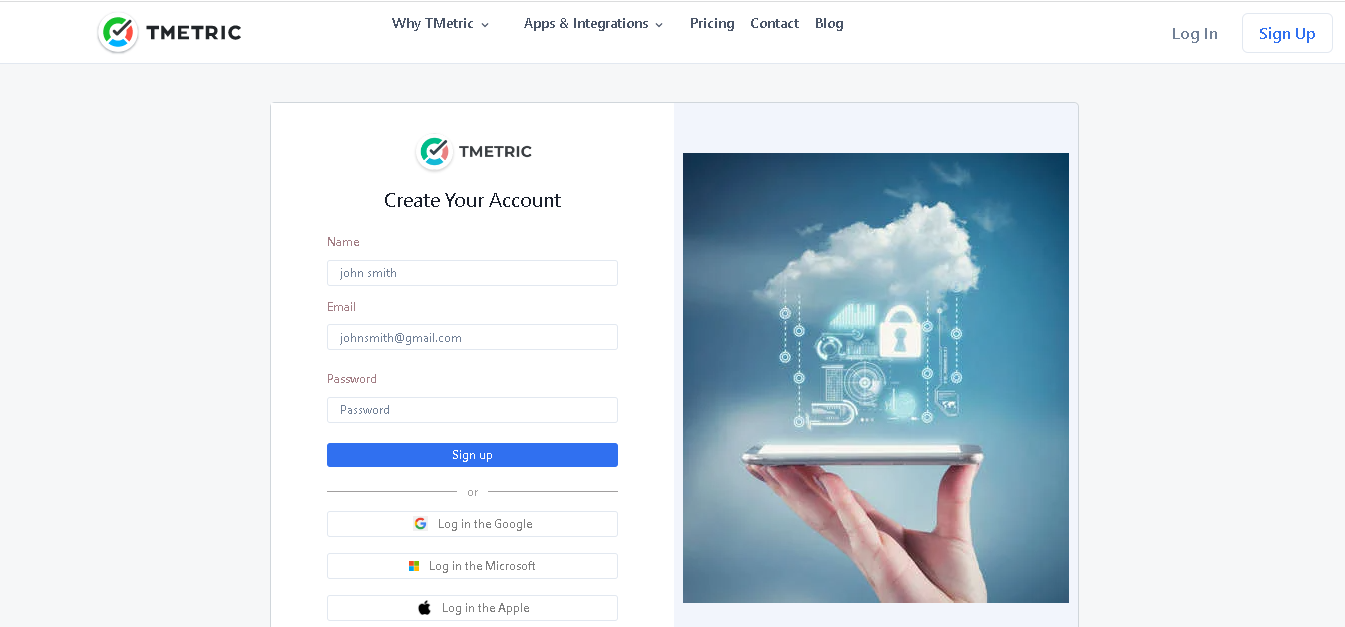 TMETRIC Why TMetric Apps & Integrations Pricing Contact Blog Log In Sign Up
TMETRIC
Create Your Account
Name
john smith
Email
johnsmith@gmail.com
Password
Password
Sign up
or
Log in the Google
Log in the Microsoft
Log in the Apple